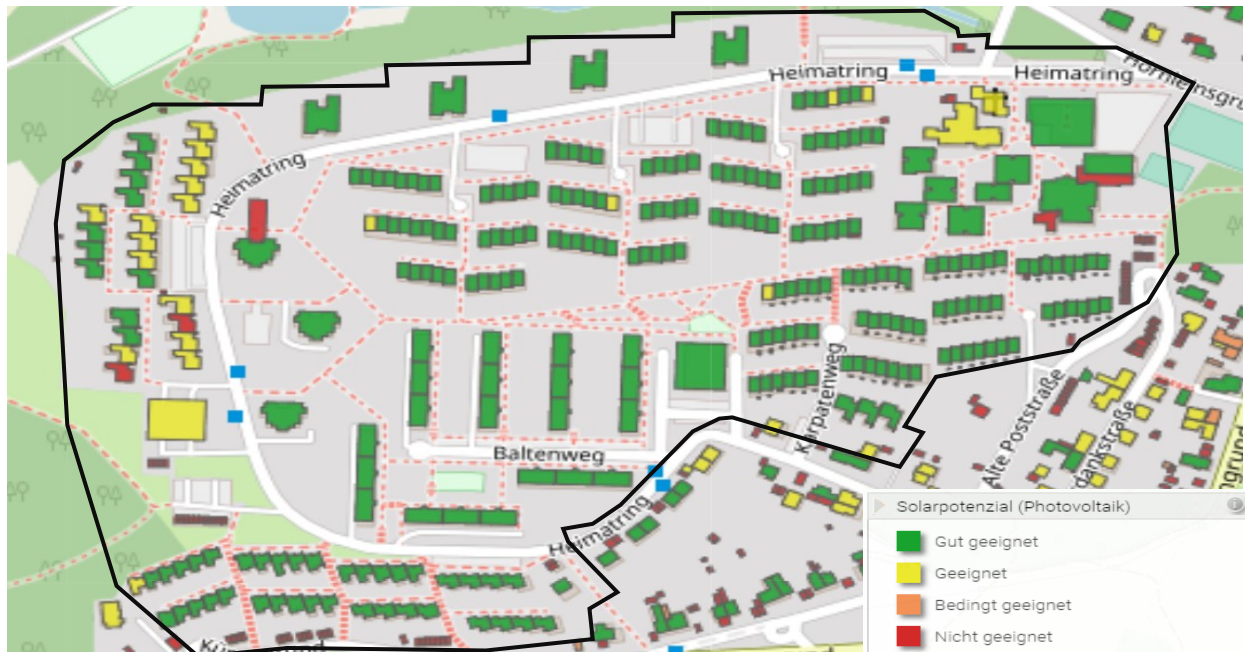 Heimatring
Heimatring
Heimatring
Baltenweg
Karpatenweg
Alte Poststraße
Heimatring
Solarpotenzial (Photovoltaik)
Gut geeignet
Geeignet
Bedingt geeignet
Nicht geeignet